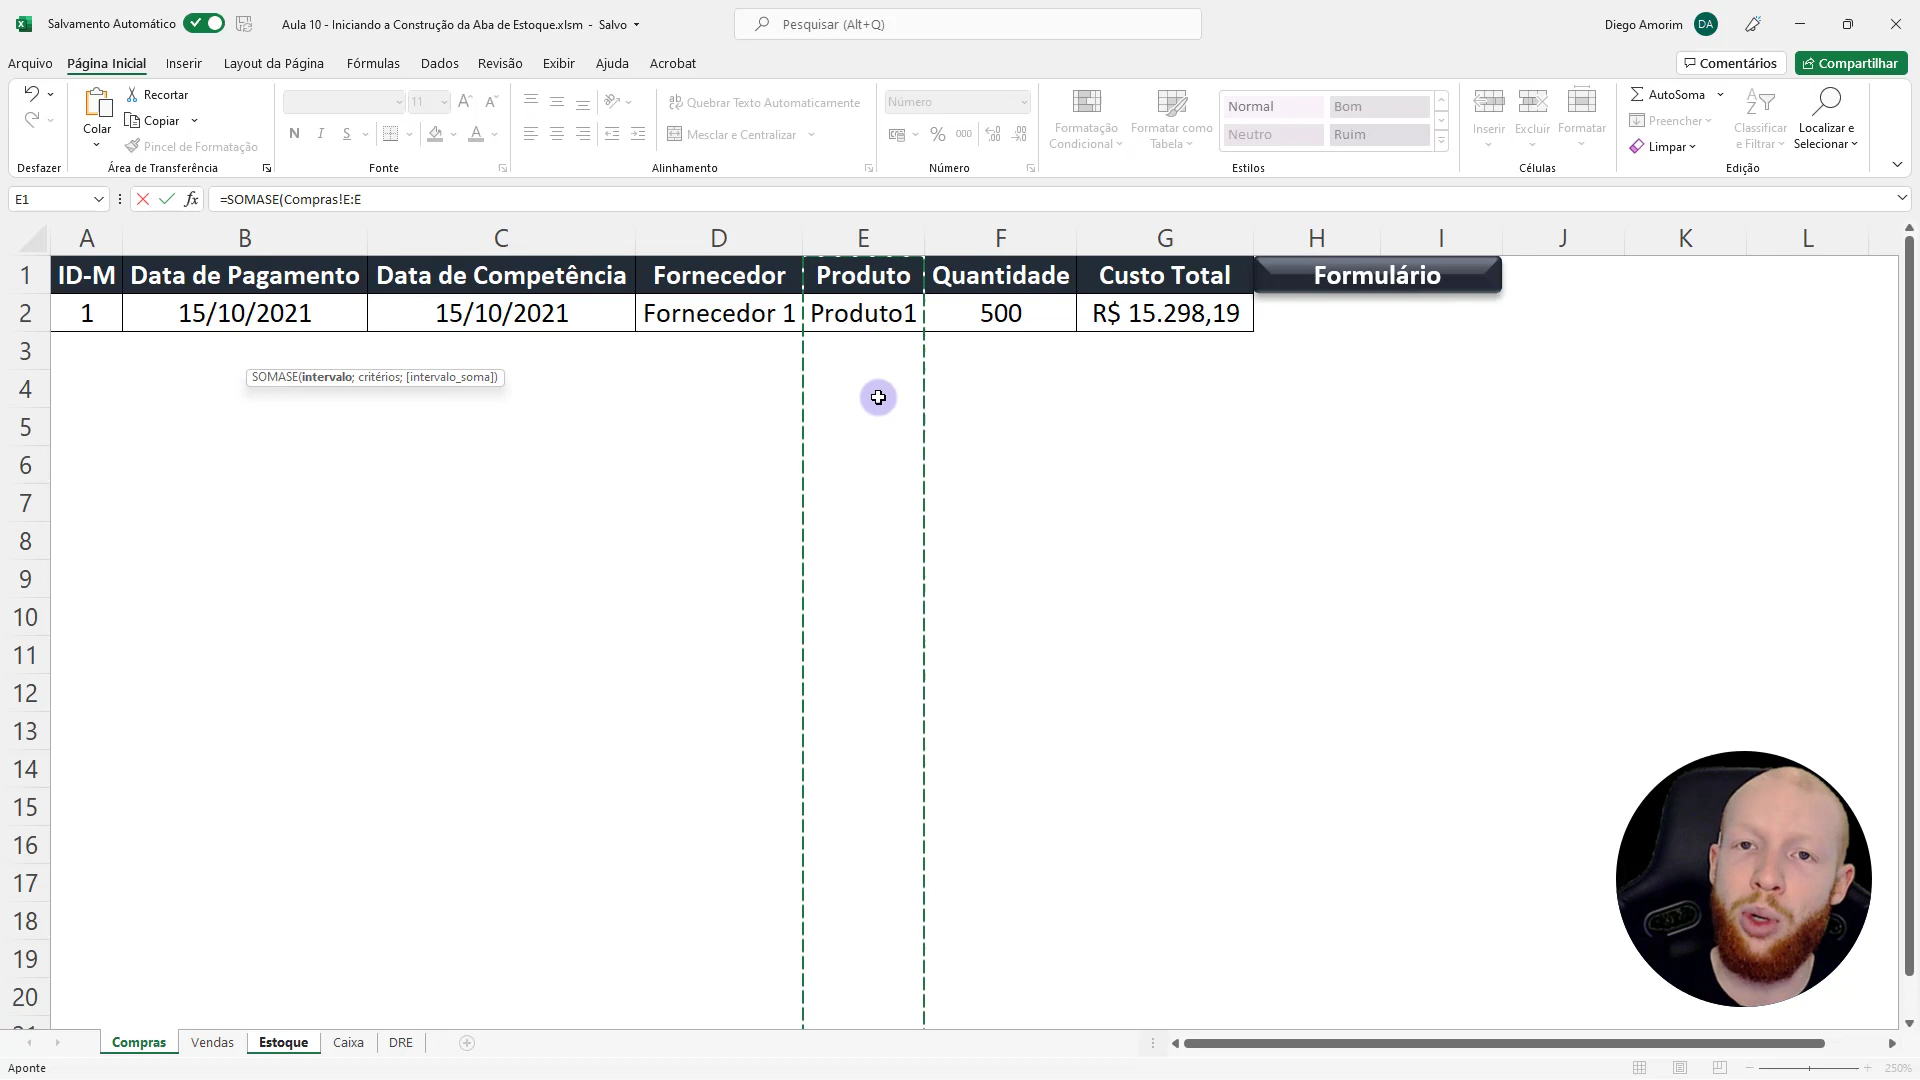 Salvamento Automático
Aula 10 - Iniciando a Construção da Aba de Estoque.xlsm - Salvo
Pesquisar (Alt+Q)
Diego Amorim
DA
Arquivo
Página Inicial
Inserir
Layout da Página
Fórmulas
Dados
Revisão
Exibir
Ajuda
Acrobat
Comentários
Compartilhar
Desfazer
Colar
Recortar
Copiar
Pincel de Formatação
Área de Transferência
11
N I S
Fonte
Quebrar Texto Automaticamente
Mesclar e Centralizar
Alinhamento
Número
% 000
Número
Formatação Condicional
Formatar como Tabela
Normal
Bom
Neutro
Ruim
Estilos
Inserir
Excluir
Formatar
Células
AutoSoma
Preencher
Limpar
Classificar e Filtrar
Localizar e Selecionar
Edição
E1
fx
=SOMASE(Compras!E:E
A B C D E F G H I J K L
1 ID-M Data de Pagamento Data de Competência Fornecedor Produto Quantidade Custo Total Formulário
2 1 15/10/2021 15/10/2021 Fornecedor 1 Produto1 500 R$ 15.298,19
3
SOMASE(intervalo; critérios; [intervalo_soma])
4
5
6
7
8
9
10
11
12
13
14
15
16
17
18
19
20
Compras
Vendas
Estoque
Caixa
DRE
Aponte
250%